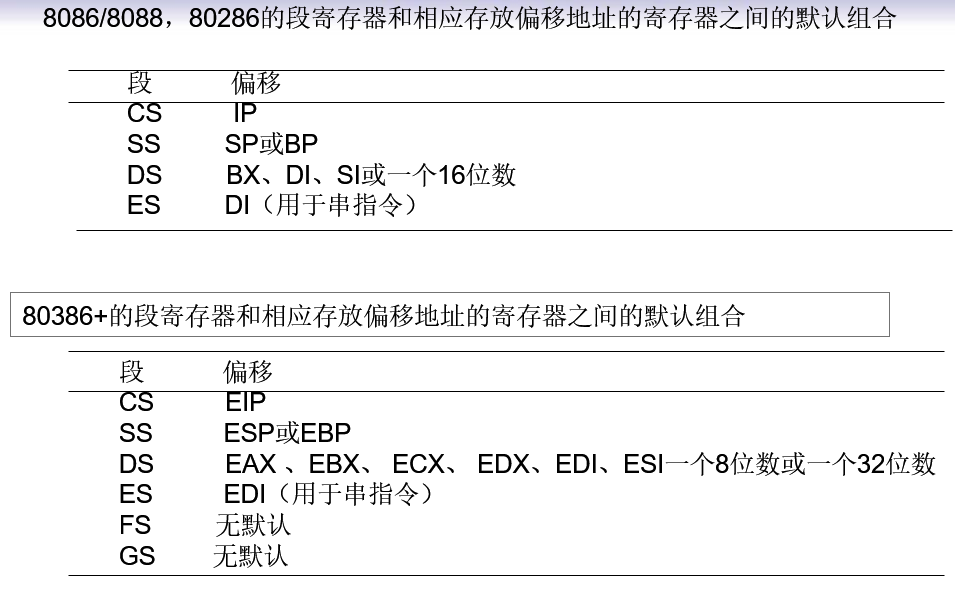 8086/8088，80286的段寄存器和相应存放偏移地址的寄存器之间的默认组合
段 偏移
CS IP
SS SP或BP
DS BX、DI、SI或一个16位数
ES DI（用于串指令）
80386+的段寄存器和相应存放偏移地址的寄存器之间的默认组合
段 偏移
CS EIP
SS ESP或EBP
DS EAX 、EBX、 ECX、 EDX、EDI、ESI一个8位数或一个32位数
ES EDI（用于串指令）
FS 无默认
GS 无默认